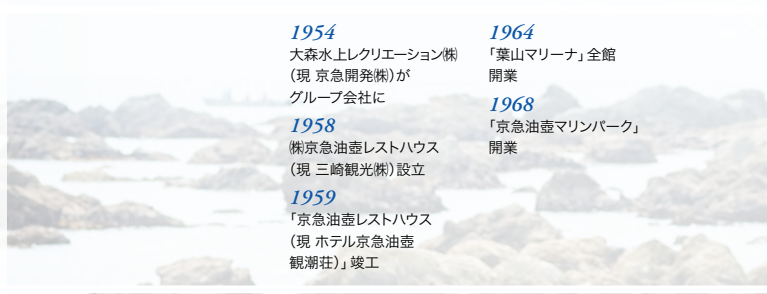 1954
大森水上レクリエーション㈱
（現 京急開発㈱）が
グループ会社に
1958
㈱京急油壺レストハウス
（現 三崎観光㈱）設立
1959
「京急油壺レストハウス
（現 ホテル京急油壺
観潮荘）」竣工
1964
「葉山マリーナ」全館
開業
1968
「京急油壺マリンパーク」
開業